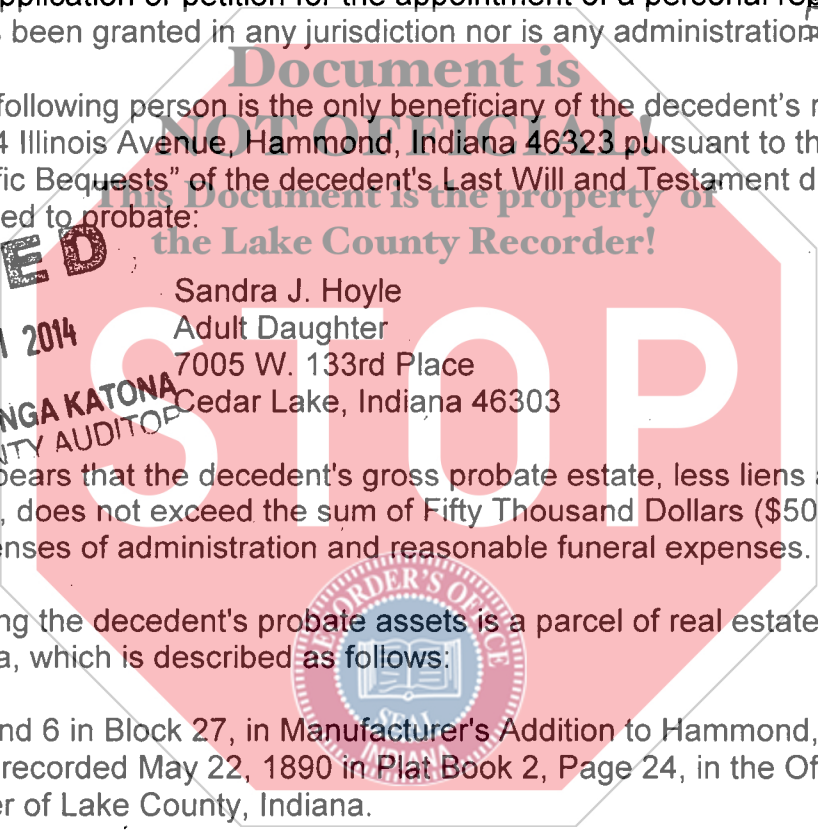 pplication or petition for the appointment of a personal rep
s been granted in any jurisdiction nor is any administration
Document is
following person is the only beneficiary of the decedent's r
NOT OFFICIAL!
4 Illinois Avenue, Hammond, Indiana 46323 pursuant to th
fic Bequests" of the decedent's Last Will and Testament d
This Document is the property of
ed to probate:
the Lake County Recorder!
ED
Sandra J. Hoyle
Adult Daughter
2014
7005 W. 133rd Place
NGA KATONA
Cedar Lake, Indiana 46303
NTY AUDITOR
STOP
pears that the decedent's gross probate estate, less liens a
, does not exceed the sum of Fifty Thousand Dollars ($50
enses of administration and reasonable funeral expenses.
RECORDER'S OFFICE
ng the decedent's probate assets is a parcel of real estate
a, which is described as follows:
SEAL
INDIANA
nd 6 in Block 27, in Manufacturer's Addition to Hammond,
recorded May 22, 1890 in Plat Book 2, Page 24, in the Of
er of Lake County, Indiana.